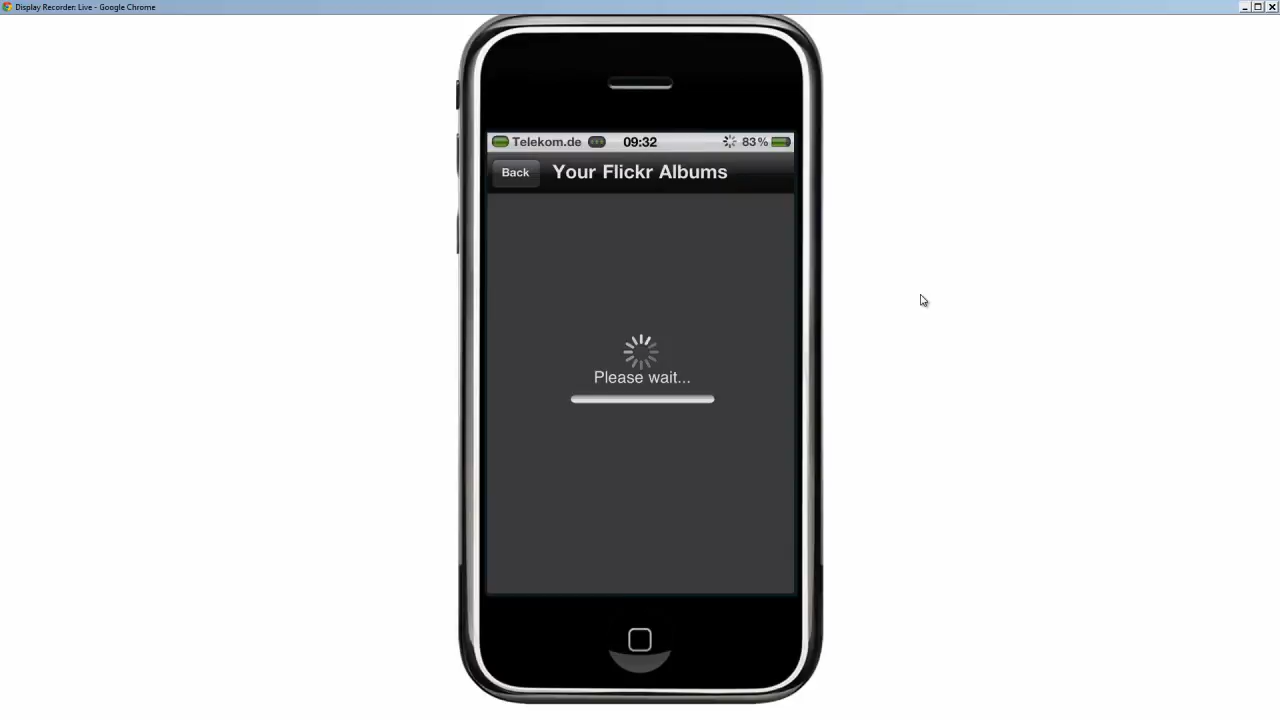 Display Recorder: Live - Google Chrome
Telekom.de 09:32 83%
Back Your Flickr Albums
Please wait...